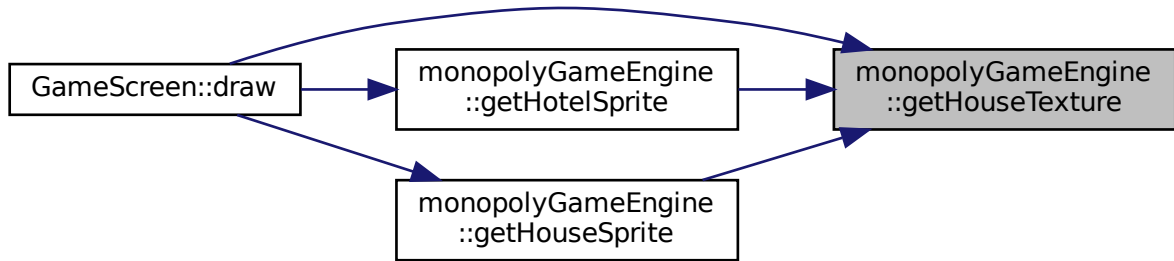 GameScreen::draw
monopolyGameEngine
::getHotelSprite
monopolyGameEngine
::getHouseTexture
monopolyGameEngine
::getHouseSprite